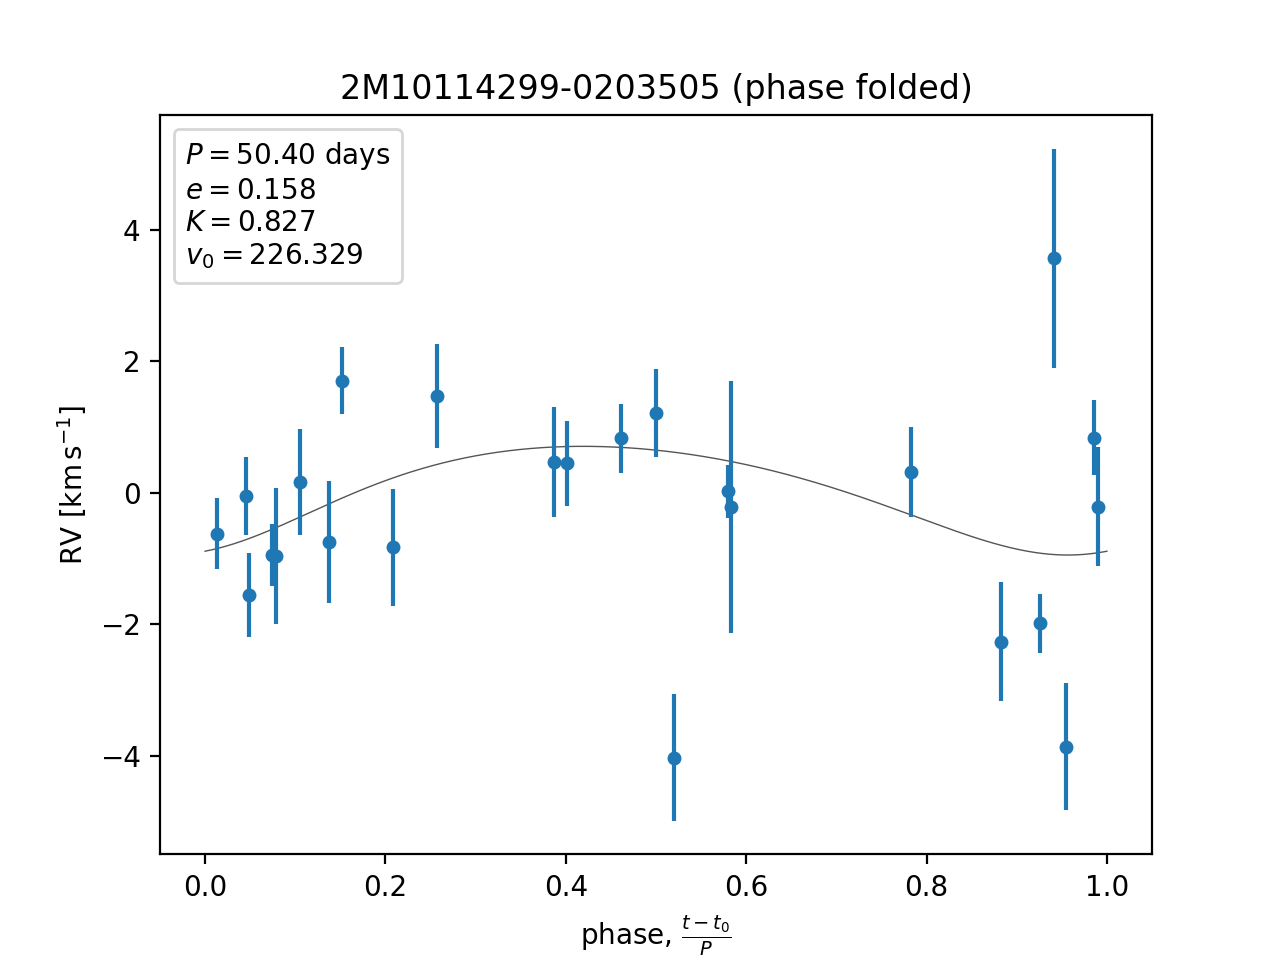 2M10114299-0203505 (phase folded)
P = 50.40 days
e = 0.158
K = 0.827
v₀ = 226.329
4
2
0
−2
−4
RV [km s⁻¹]
0.0 0.2 0.4 0.6 0.8 1.0
phase, (t − t₀)/P